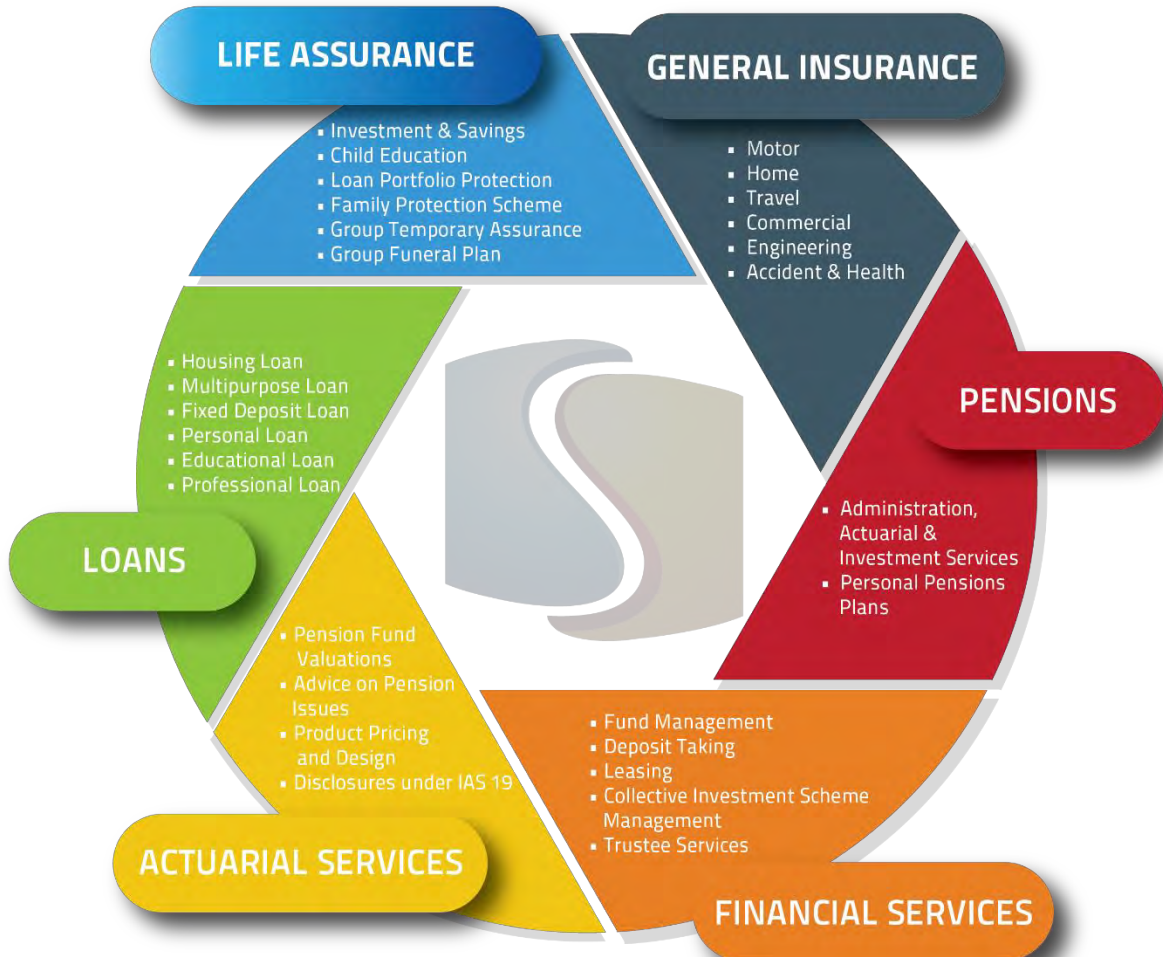 LIFE ASSURANCE
▪ Investment & Savings
▪ Child Education
▪ Loan Portfolio Protection
▪ Family Protection Scheme
▪ Group Temporary Assurance
▪ Group Funeral Plan
GENERAL INSURANCE
▪ Motor
▪ Home
▪ Travel
▪ Commercial
▪ Engineering
▪ Accident & Health
PENSIONS
▪ Administration,
Actuarial &
Investment Services
▪ Personal Pensions
Plans
▪ Housing Loan
▪ Multipurpose Loan
▪ Fixed Deposit Loan
▪ Personal Loan
▪ Educational Loan
▪ Professional Loan
LOANS
▪ Pension Fund
Valuations
▪ Advice on Pension
Issues
▪ Product Pricing
and Design
▪ Disclosures under IAS 19
ACTUARIAL SERVICES
▪ Fund Management
▪ Deposit Taking
▪ Leasing
▪ Collective Investment Scheme
Management
▪ Trustee Services
FINANCIAL SERVICES